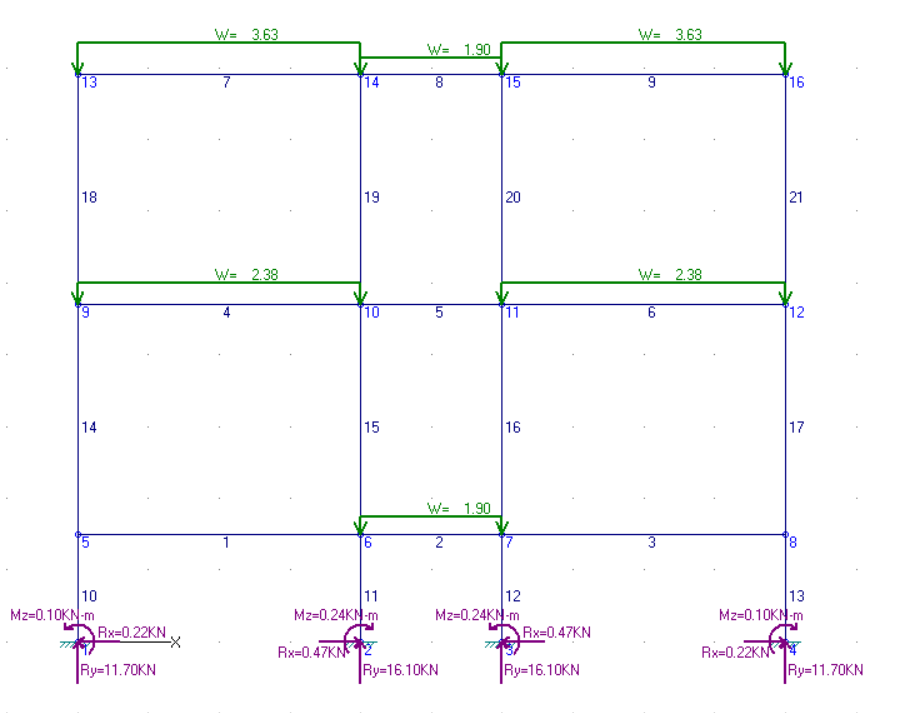 W= 3.63
W= 1.90
W= 3.63
13
7
14
8
15
9
16
18
19
20
21
W= 2.38
W= 2.38
9
4
10
5
11
6
12
14
15
16
17
W= 1.90
5
1
6
2
7
3
8
10
11
12
13
Mz=0.10KN-m
Mz=0.24KN-m
Mz=0.24KN-m
Mz=0.10KN-m
Rx=0.22KN
X
Rx=0.47KN
Rx=0.47KN
Rx=0.22KN
1
2
3
4
Ry=11.70KN
Ry=16.10KN
Ry=16.10KN
Ry=11.70KN